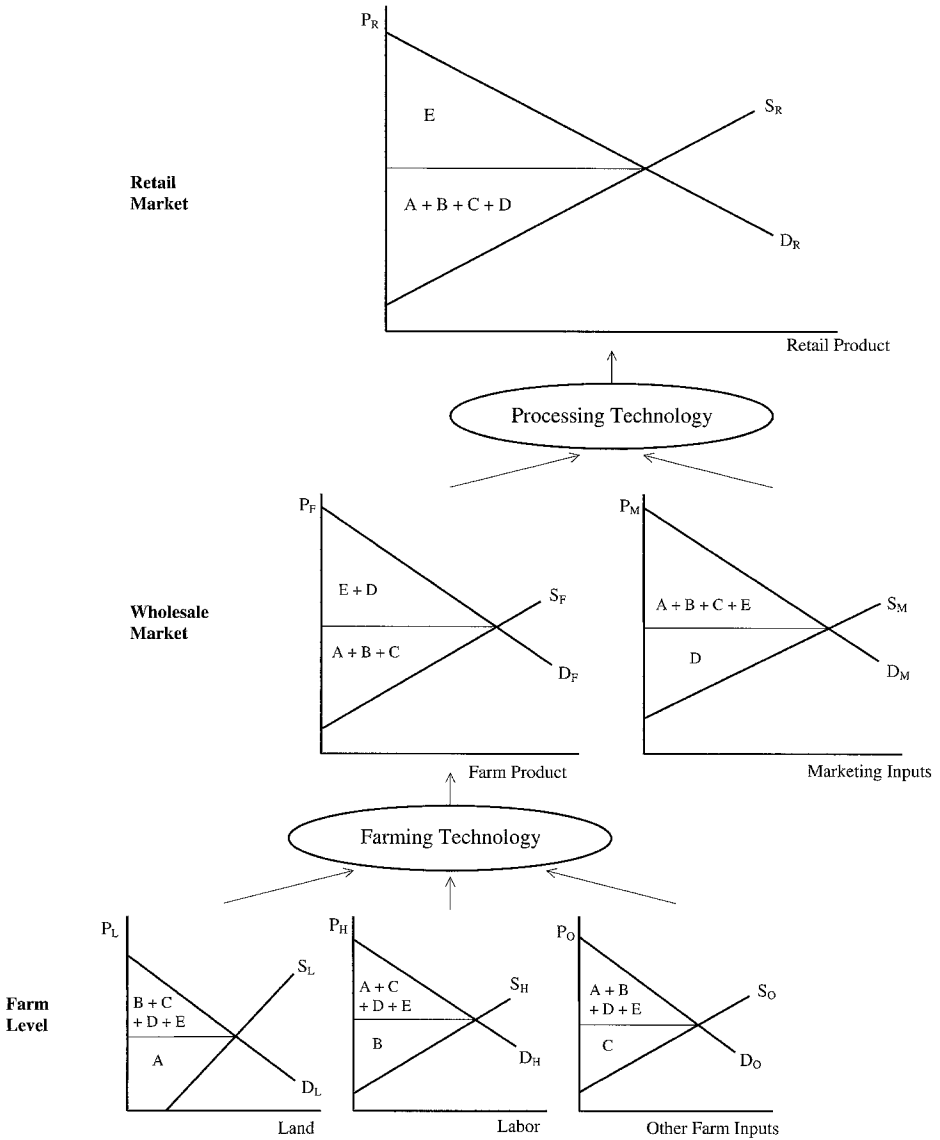 P_R
E
S_R
Retail
Market
A + B + C + D
D_R
Retail Product
Processing Technology
P_F
P_M
E + D
S_F
A + B + C + E
S_M
Wholesale
Market
A + B + C
D
D_F
D_M
Farm Product
Marketing Inputs
Farming Technology
P_L
P_H
P_O
S_L
S_H
S_O
Farm
Level
B + C
+ D + E
A + C
+ D + E
A + B
+ D + E
A
B
C
D_L
D_H
D_O
Land
Labor
Other Farm Inputs